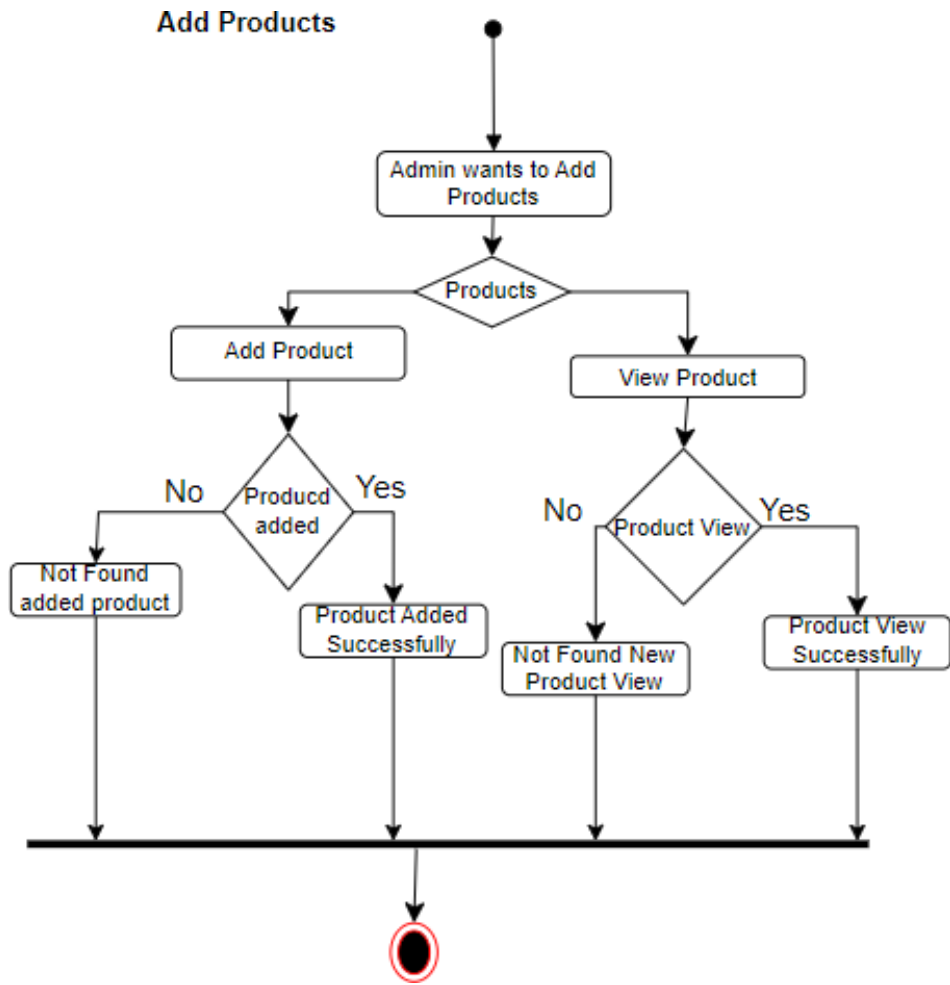 Add Products
Admin wants to Add
Products
Products
Add Product
View Product
No
Producd
added
Yes
No
Product View
Yes
Not Found
added product
Product Added
Successfully
Not Found New
Product View
Product View
Successfully